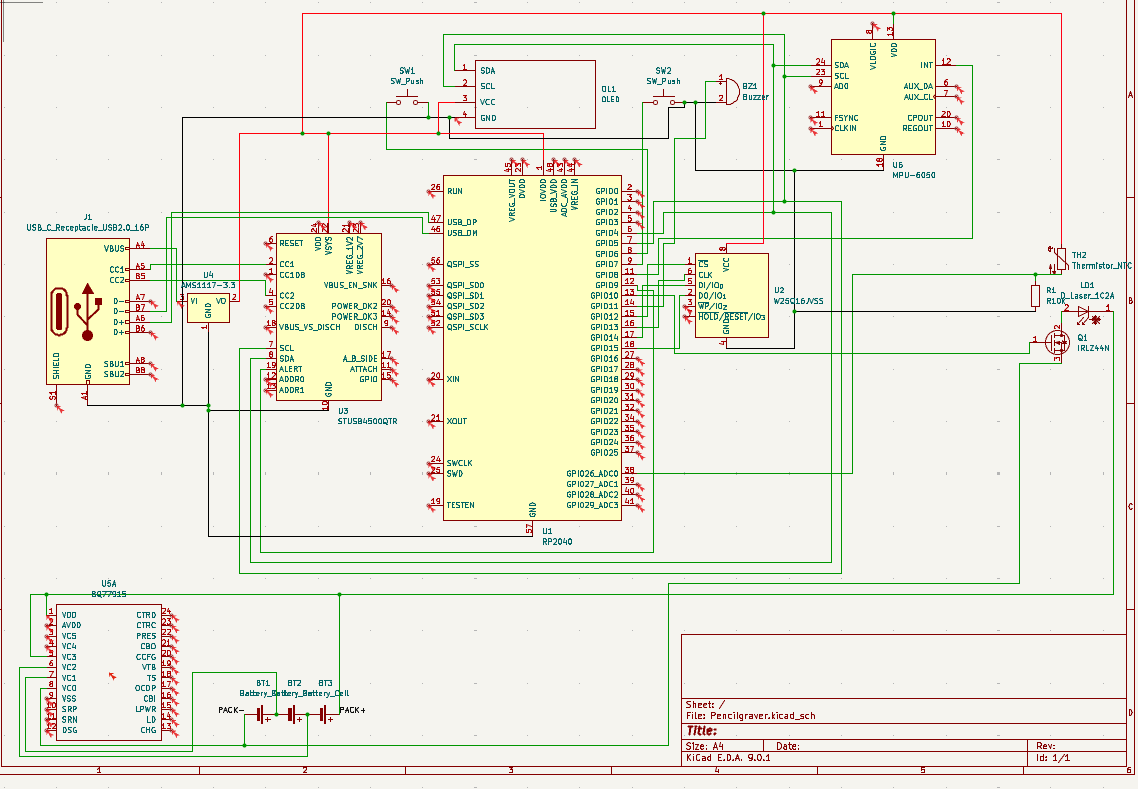 SW1
SW_Push
1 SDA
2 SCL
3 VCC
4 GND
OL1
OLED
SW2
SW_Push
1
2
BZ1
Buzzer
8
13
VLOGIC
VDD
24 SDA
23 SCL
9 AD0
11 FSYNC
1 CLKIN
INT 12
AUX_DA 6
AUX_CL 7
CPOUT 20
REGOUT 10
GND
18
U6
MPU-6050
A
J1
USB_C_Receptacle_USB2.0_16P
VBUS A4
CC1 A5
CC2 B5
D- A7
D- B7
D+ A6
D+ B6
SBU1 A8
SBU2 B8
SHIELD
GND
S1
A1
U4
AMS1117-3.3
3 VI
VO 2
GND
1
VDD
VSYS
VREG_1V2
VREG_2V7
6 RESET
2 CC1
1 CC1DB
4 CC2
5 CC2DB
18 VBUS_VS_DISCH
7 SCL
8 SDA
19 ALERT
12 ADDR0
13 ADDR1
VBUS_EN_SNK 16
POWER_OK2 20
POWER_OK3 14
DISCH 9
A_B_SIDE 17
ATTACH 11
GPIO 15
GND
10
U3
STUSB4500QTR
VREG_VOUT
DVDD
IOVDD
USB_VDD
ADC_AVDD
VREG_IN
45
23
1
48
43
44
26 RUN
47 USB_DP
46 USB_DM
56 QSPI_SS
53 QSPI_SD0
55 QSPI_SD1
54 QSPI_SD2
51 QSPI_SD3
52 QSPI_SCLK
20 XIN
21 XOUT
24 SWCLK
25 SWD
19 TESTEN
GPIO0 2
GPIO1 3
GPIO2 4
GPIO3 5
GPIO4 6
GPIO5 7
GPIO6 8
GPIO7 9
GPIO8 11
GPIO9 12
GPIO10 13
GPIO11 14
GPIO12 15
GPIO13 16
GPIO14 17
GPIO15 18
GPIO16 27
GPIO17 28
GPIO18 29
GPIO19 30
GPIO20 31
GPIO21 32
GPIO22 34
GPIO23 35
GPIO24 36
GPIO25 37
GPIO26_ADC0 38
GPIO27_ADC1 39
GPIO28_ADC2 40
GPIO29_ADC3 41
GND
57
U1
RP2040
8
VCC
1 CS
6 CLK
5 DI/IO0
2 DO/IO1
3 WP/IO2
7 HOLD/RESET/IO3
GND
4
U2
W25Q16JVSS
TH2
Thermistor_NTC
R1
R10R
LD1
D_Laser_1C2A
2
1
1
2
3
Q1
IRLZ44N
B
C
U5A
BQ77915
1 VDD
2 AVDD
3 VC5
4 VC4
5 VC3
6 VC2
7 VC1
8 VC0
9 VSS
10 SRP
11 SRN
12 DSG
CTRD 24
CTRC 23
PRES 22
CBO 21
CCFG 20
VTB 19
TS 18
OCDP 17
CBI 16
LPWR 15
LD 14
CHG 13
BT1
BT2
BT3
Battery_Cell
PACK-
PACK+
Sheet: /
File: Pencilgraver.kicad_sch
Title:
Size: A4
Date:
Rev:
KiCad E.D.A. 9.0.1
Id: 1/1
D
1
2
3
4
5
6